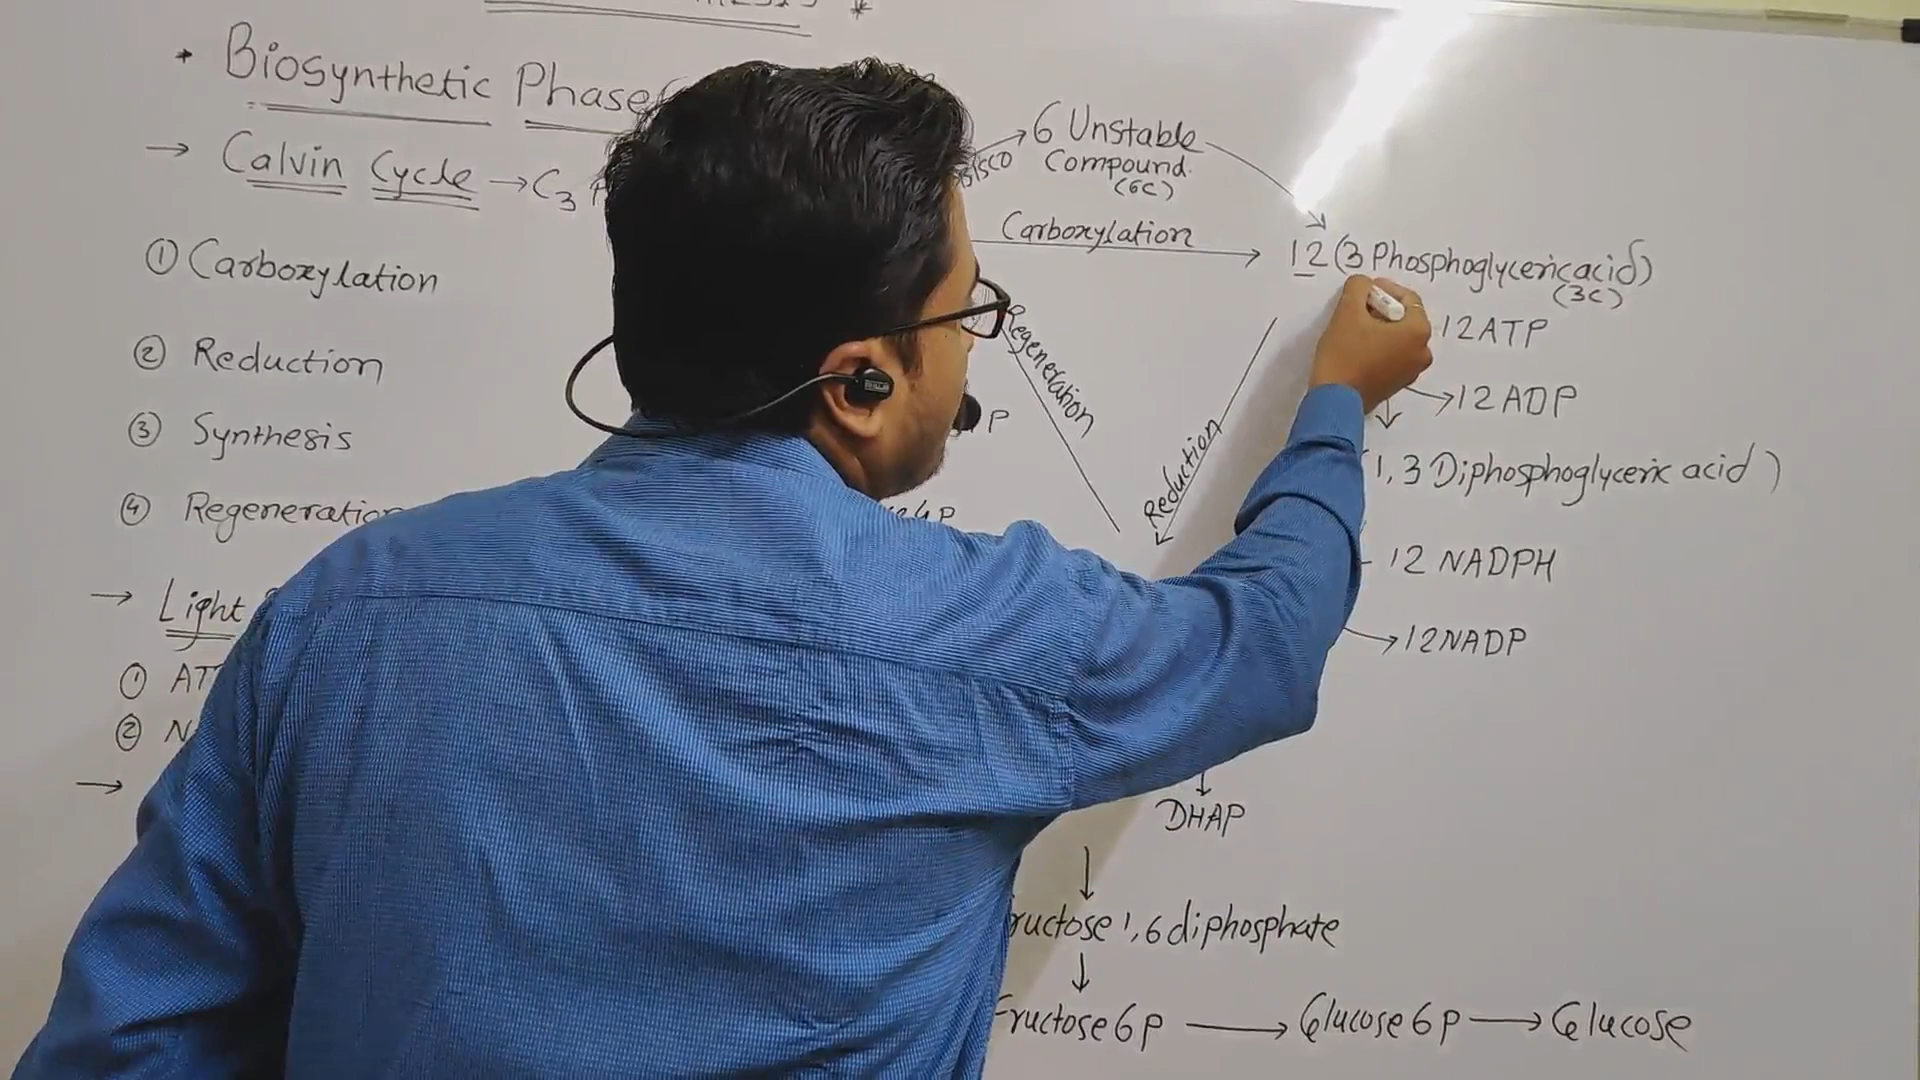 * Biosynthetic Phase
→ Calvin Cycle → C3
① Carboxylation
② Reduction
③ Synthesis
④ Regeneration
→ Light
①
②
→
6 Unstable
Compound.
(6C)
Carboxylation
12 (3 Phosphoglyceric acid)
(3C)
Regeneration
Reduction
12 ATP
12 ADP
1,3 Diphosphoglyceric acid)
12 NADPH
12 NADP
DHAP
Fructose 1,6 diphosphate
Fructose 6p → Glucose 6p → Glucose